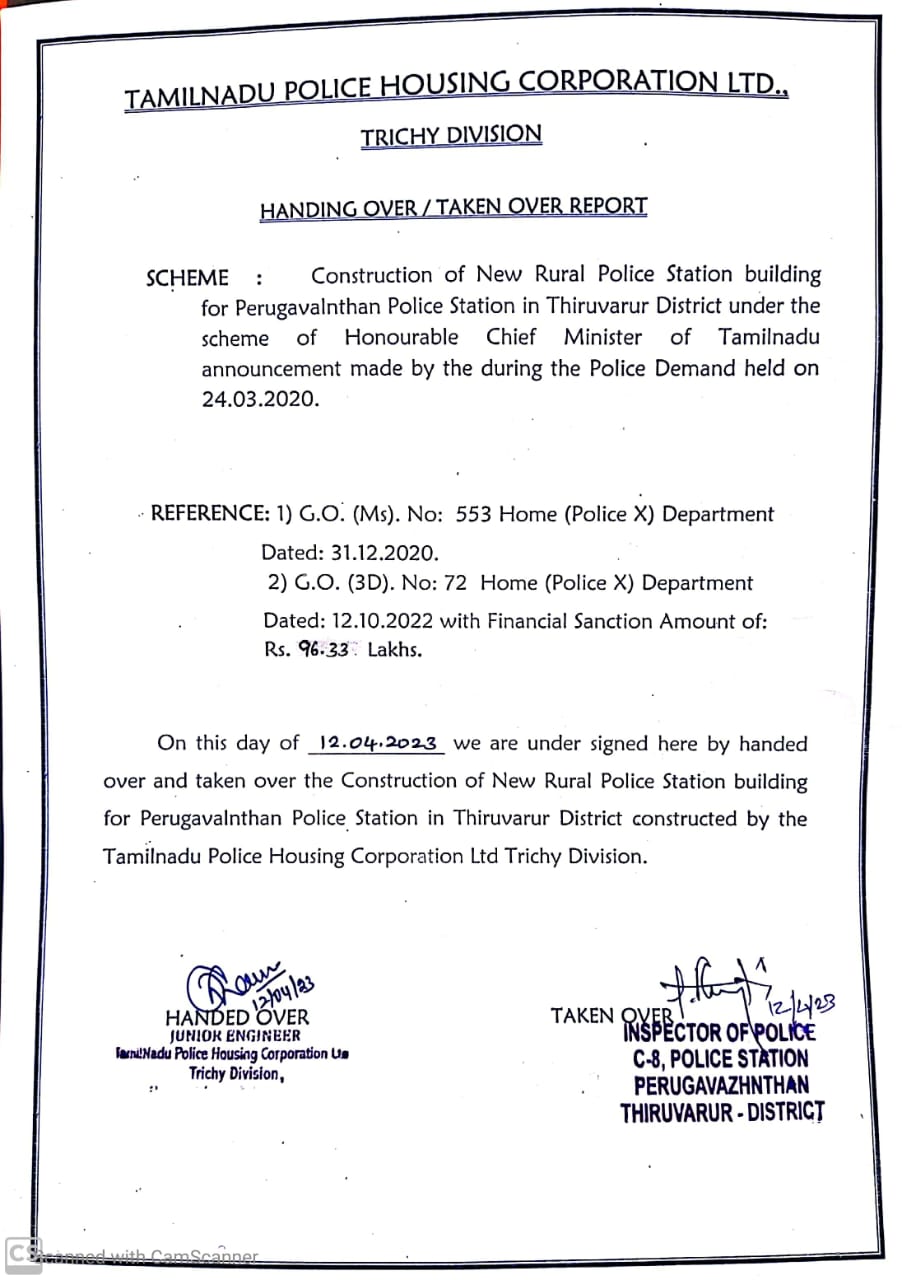 TAMILNADU POLICE HOUSING CORPORATION LTD.,
TRICHY DIVISION
HANDING OVER / TAKEN OVER REPORT
SCHEME : Construction of New Rural Police Station building
for Perugavalnthan Police Station in Thiruvarur District under the
scheme of Honourable Chief Minister of Tamilnadu
announcement made by the during the Police Demand held on
24.03.2020.
REFERENCE: 1) G.O. (Ms). No: 553 Home (Police X) Department
Dated: 31.12.2020.
2) G.O. (3D). No: 72 Home (Police X) Department
Dated: 12.10.2022 with Financial Sanction Amount of:
Rs. 96.33 Lakhs.
On this day of 12.04.2023 we are under signed here by handed
over and taken over the Construction of New Rural Police Station building
for Perugavalnthan Police Station in Thiruvarur District constructed by the
Tamilnadu Police Housing Corporation Ltd Trichy Division.
12/04/23
HANDED OVER
JUNIOR ENGINEER
TamilNadu Police Housing Corporation
Trichy Division,
12/4/23
TAKEN OVER
INSPECTOR OF POLICE
C-8, POLICE STATION
PERUGAVAZHNTHAN
THIRUVARUR - DISTRICT
CS Scanned with CamScanner